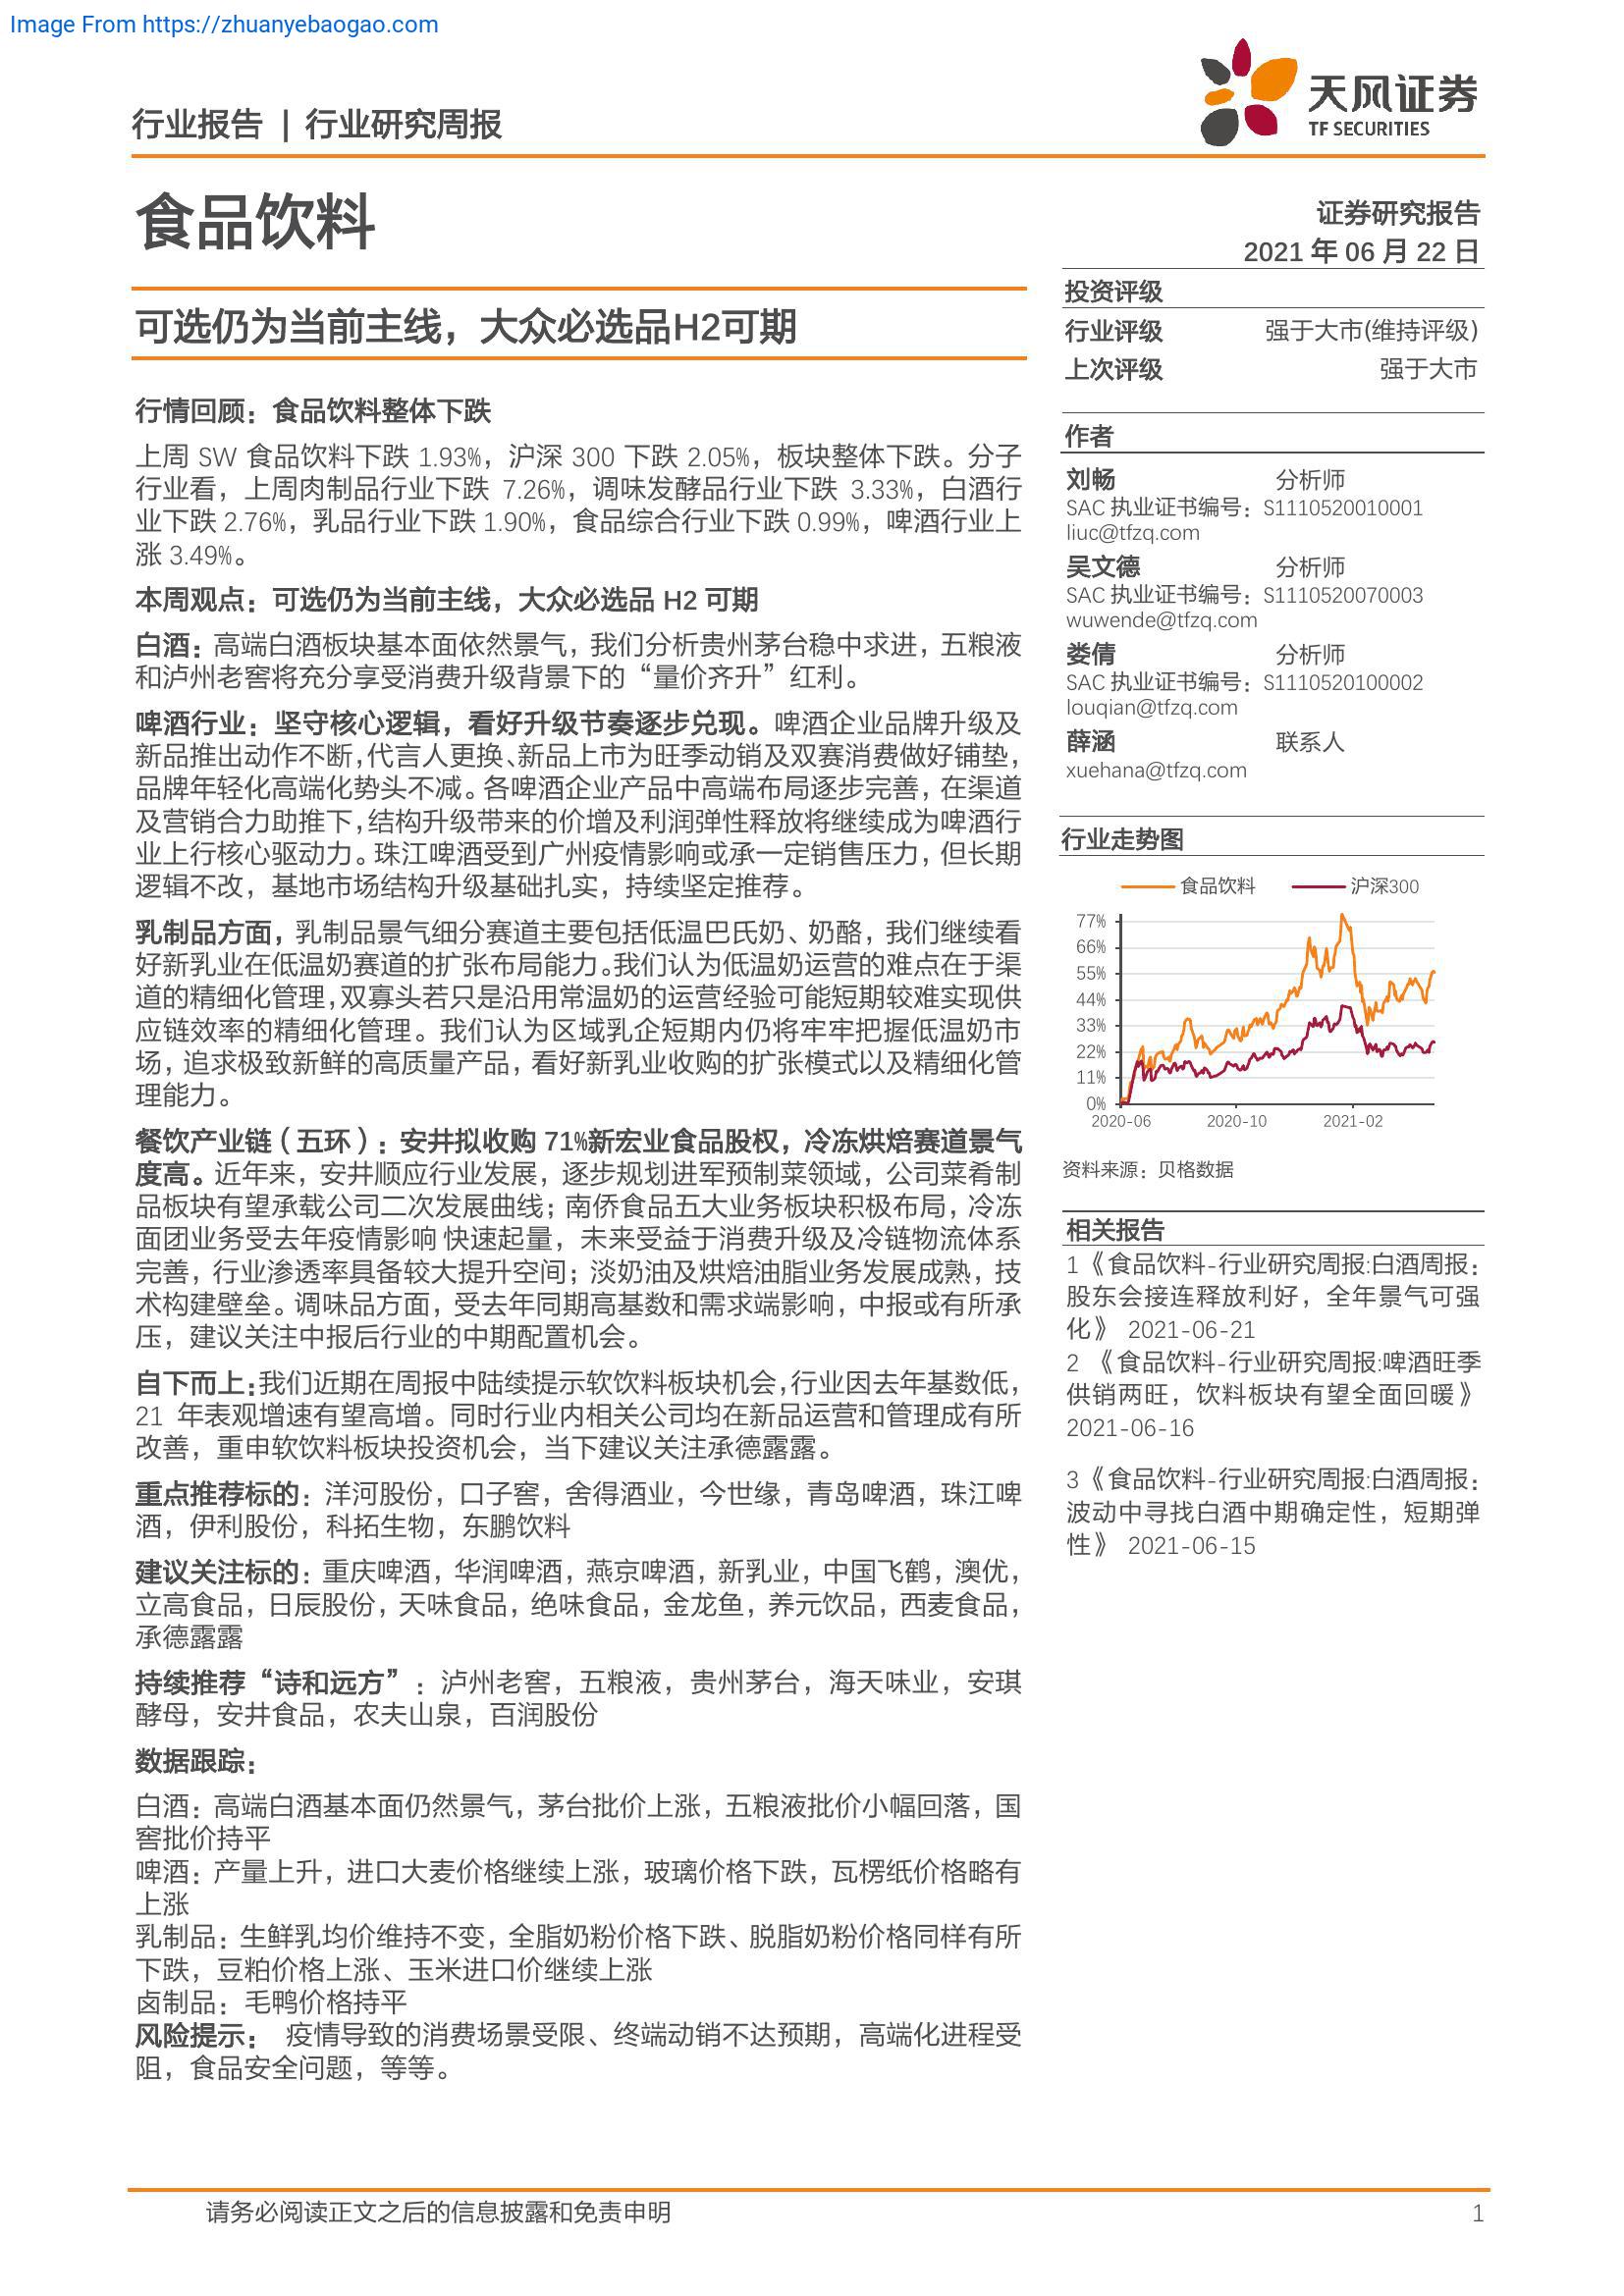 Image From https://zhuanyebaogao.com
行业报告 | 行业研究周报
天风证券
TF SECURITIES
食品饮料
证券研究报告
2021 年 06 月 22 日
可选仍为当前主线，大众必选品H2可期
行情回顾：食品饮料整体下跌
上周 SW 食品饮料下跌 1.93%，沪深 300 下跌 2.05%，板块整体下跌。分子
行业看，上周肉制品行业下跌 7.26%，调味发酵品行业下跌 3.33%，白酒行
业下跌 2.76%，乳品行业下跌 1.90%，食品综合行业下跌 0.99%，啤酒行业上
涨 3.49%。
本周观点：可选仍为当前主线，大众必选品 H2 可期
白酒：高端白酒板块基本面依然景气，我们分析贵州茅台稳中求进，五粮液
和泸州老窖将充分享受消费升级背景下的“量价齐升”红利。
啤酒行业：坚守核心逻辑，看好升级节奏逐步兑现。啤酒企业品牌升级及
新品推出动作不断，代言人更换、新品上市为旺季动销及双赛消费做好铺垫，
品牌年轻化高端化势头不减。各啤酒企业产品中高端布局逐步完善，在渠道
及营销合力助推下，结构升级带来的价增及利润弹性释放将继续成为啤酒行
业上行核心驱动力。珠江啤酒受到广州疫情影响或承一定销售压力，但长期
逻辑不改，基地市场结构升级基础扎实，持续坚定推荐。
乳制品方面，乳制品景气细分赛道主要包括低温巴氏奶、奶酪，我们继续看
好新乳业在低温奶赛道的扩张布局能力。我们认为低温奶运营的难点在于渠
道的精细化管理，双寡头若只是沿用常温奶的运营经验可能短期较难实现供
应链效率的精细化管理。我们认为区域乳企短期内仍将牢牢把握低温奶市
场，追求极致新鲜的高质量产品，看好新乳业收购的扩张模式以及精细化管
理能力。
餐饮产业链（五环）：安井拟收购 71%新宏业食品股权，冷冻烘焙赛道景气
度高。近年来，安井顺应行业发展，逐步规划进军预制菜领域，公司菜肴制
品板块有望承载公司二次发展曲线；南侨食品五大业务板块积极布局，冷冻
面团业务受去年疫情影响 快速起量，未来受益于消费升级及冷链物流体系
完善，行业渗透率具备较大提升空间；淡奶油及烘焙油脂业务发展成熟，技
术构建壁垒。调味品方面，受去年同期高基数和需求端影响，中报或有所承
压，建议关注中报后行业的中期配置机会。
自下而上：我们近期在周报中陆续提示软饮料板块机会，行业因去年基数低，
21 年表观增速有望高增。同时行业内相关公司均在新品运营和管理成有所
改善，重申软饮料板块投资机会，当下建议关注承德露露。
重点推荐标的：洋河股份，口子窖，舍得酒业，今世缘，青岛啤酒，珠江啤
酒，伊利股份，科拓生物，东鹏饮料
建议关注标的：重庆啤酒，华润啤酒，燕京啤酒，新乳业，中国飞鹤，澳优，
立高食品，日辰股份，天味食品，绝味食品，金龙鱼，养元饮品，西麦食品，
承德露露
持续推荐“诗和远方”：泸州老窖，五粮液，贵州茅台，海天味业，安琪
酵母，安井食品，农夫山泉，百润股份
数据跟踪：
白酒：高端白酒基本面仍然景气，茅台批价上涨，五粮液批价小幅回落，国
窖批价持平
啤酒：产量上升，进口大麦价格继续上涨，玻璃价格下跌，瓦楞纸价格略有
上涨
乳制品：生鲜乳均价维持不变，全脂奶粉价格下跌、脱脂奶粉价格同样有所
下跌，豆粕价格上涨、玉米进口价继续上涨
卤制品：毛鸭价格持平
风险提示： 疫情导致的消费场景受限、终端动销不达预期，高端化进程受
阻，食品安全问题，等等。
投资评级
行业评级 强于大市(维持评级)
上次评级 强于大市
作者
刘畅 分析师
SAC 执业证书编号：S1110520010001
liuc@tfzq.com
吴文德 分析师
SAC 执业证书编号：S1110520070003
wuwende@tfzq.com
娄倩 分析师
SAC 执业证书编号：S1110520100002
louqian@tfzq.com
薛涵 联系人
xuehana@tfzq.com
行业走势图
食品饮料 沪深300
77%
66%
55%
44%
33%
22%
11%
0%
2020-06 2020-10 2021-02
资料来源：贝格数据
相关报告
1《食品饮料-行业研究周报:白酒周报：
股东会接连释放利好，全年景气可强
化》 2021-06-21
2 《食品饮料-行业研究周报:啤酒旺季
供销两旺，饮料板块有望全面回暖》
2021-06-16
3《食品饮料-行业研究周报:白酒周报：
波动中寻找白酒中期确定性，短期弹
性》 2021-06-15
请务必阅读正文之后的信息披露和免责申明 1